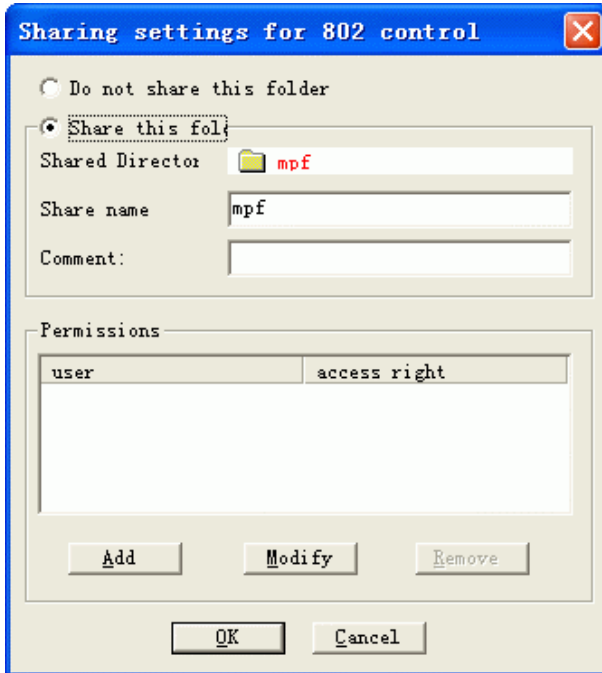 Sharing settings for 802 control
Do not share this folder
Share this fol
Shared Director
mpf
Share name
mpf
Comment:
Permissions
user access right
Add Modify Remove
OK Cancel